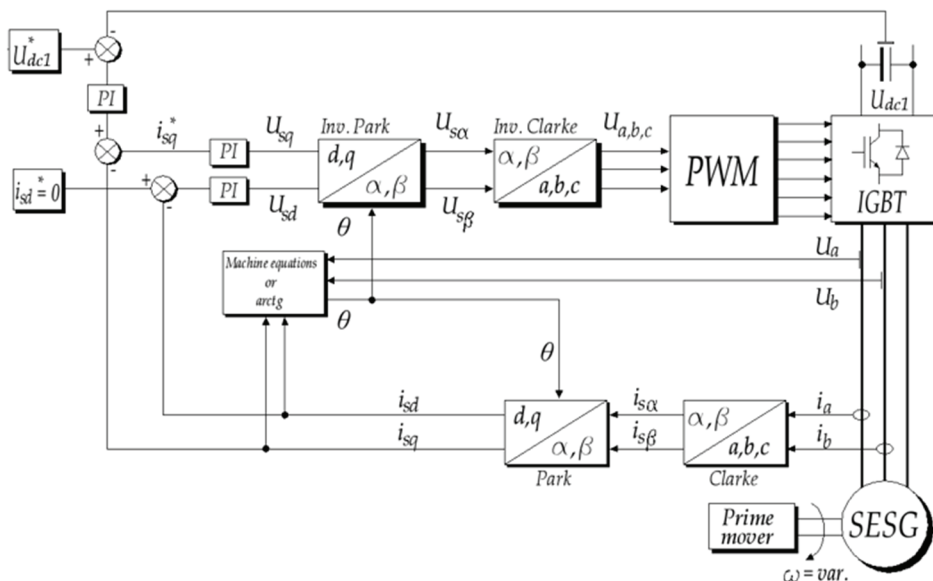 -
U*dc1
+
PI
Udc1
+
i*sq
Usq
Inv. Park
Usα
Inv. Clarke
Ua,b,c
-
PI
d,q
α,β
α,β
a,b,c
PWM
IGBT
i*sd=0
+
-
PI
Usd
Usβ
θ
Machine equations
or
arctg
Ua
Ub
θ
θ
isd
isq
d,q
α,β
Park
isα
isβ
α,β
a,b,c
Clarke
ia
ib
Prime
mover
SESG
ω=var.